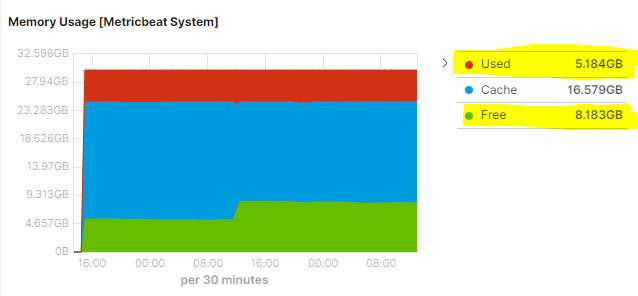 Memory Usage [Metricbeat System]
32.596GB
27.94GB
23.283GB
18.626GB
13.97GB
9.313GB
4.657GB
0B
16:00 00:00 08:00 16:00 00:00 08:00
per 30 minutes
Used 5.184GB
Cache 16.579GB
Free 8.183GB